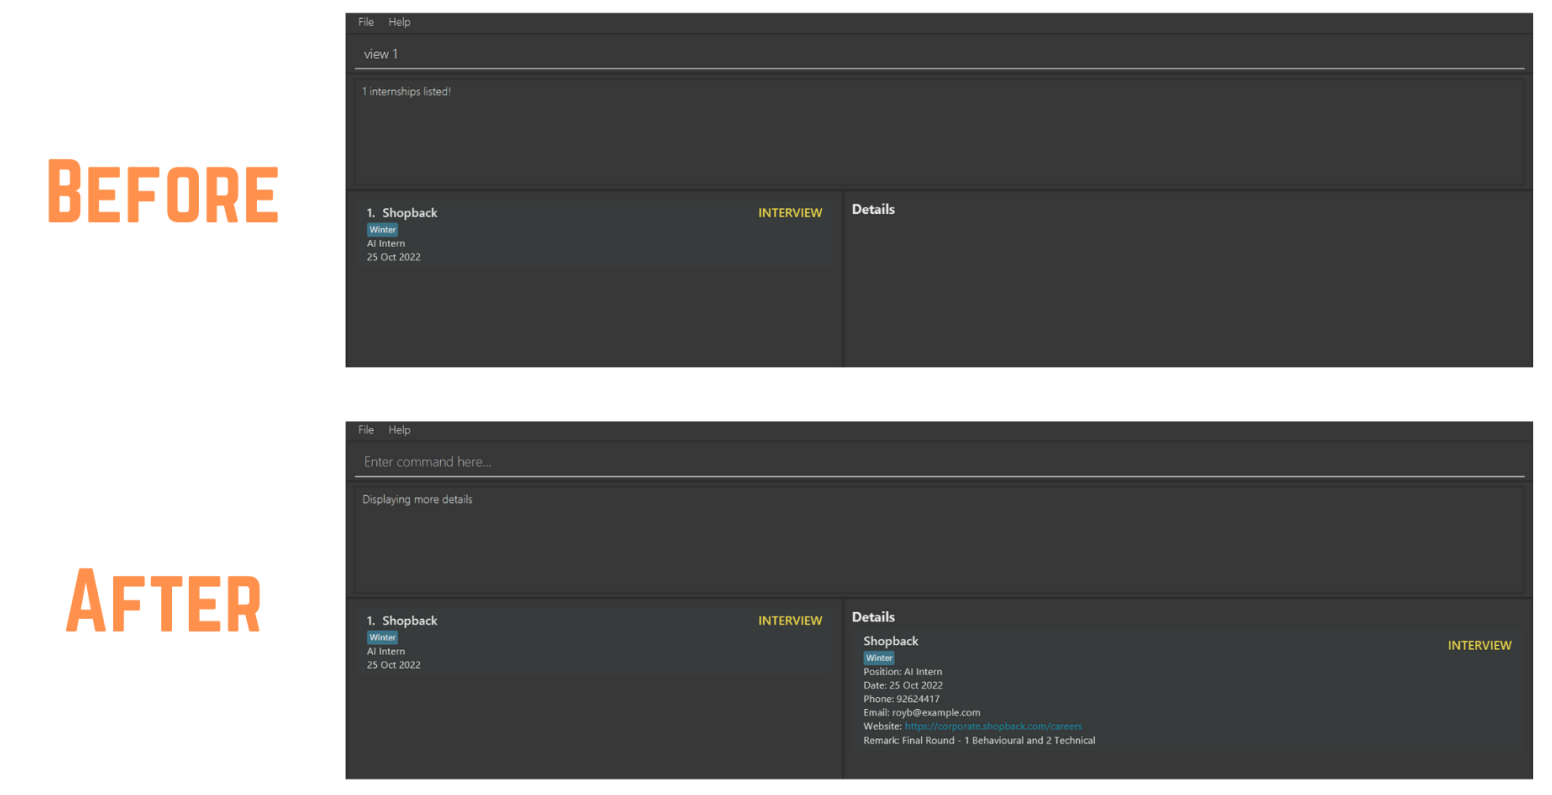 BEFORE
File Help
view 1
1 internships listed!
1. Shopback
INTERVIEW
Winter
AI Intern
25 Oct 2022
Details
AFTER
File Help
Enter command here...
Displaying more details
1. Shopback
INTERVIEW
Winter
AI Intern
25 Oct 2022
Details
Shopback
INTERVIEW
Winter
Position: AI Intern
Date: 25 Oct 2022
Phone: 92624417
Email: royb@example.com
Website: https://corporate.shopback.com/careers
Remark: Final Round - 1 Behavioural and 2 Technical